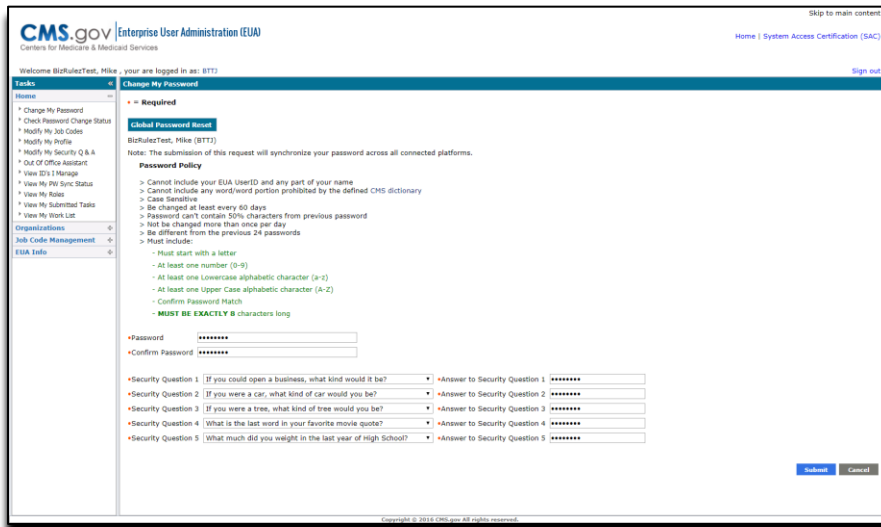 Skip to main content
CMS.gov Enterprise User Administration (EUA)
Centers for Medicare & Medicaid Services
Home | System Access Certification (SAC)
Welcome BizRulezTest, Mike , your are logged in as: BTTJ
Sign out
Tasks «
Home
Change My Password
Check Password Change Status
Modify My Job Codes
Modify My Profile
Modify My Security Q & A
Out Of Office Assistant
View ID's I Manage
View My PW Sync Status
View My Roles
View My Submitted Tasks
View My Work List
Organizations
Job Code Management
EUA Info
Change My Password
• = Required
Global Password Reset
BizRulezTest, Mike (BTTJ)
Note: The submission of this request will synchronize your password across all connected platforms.
Password Policy
> Cannot include your EUA UserID and any part of your name
> Cannot include any word/word portion prohibited by the defined CMS dictionary
> Case Sensitive
> Be changed at least every 60 days
> Password can't contain 50% characters from previous password
> Not be changed more than once per day
> Be different from the previous 24 passwords
> Must include:
- Must start with a letter
- At least one number (0-9)
- At least one Lowercase alphabetic character (a-z)
- At least one Upper Case alphabetic character (A-Z)
- Confirm Password Match
- MUST BE EXACTLY 8 characters long
•Password ••••••••
•Confirm Password ••••••••
•Security Question 1 If you could open a business, what kind would it be? •Answer to Security Question 1 ••••••••
•Security Question 2 If you were a car, what kind of car would you be? •Answer to Security Question 2 ••••••••
•Security Question 3 If you were a tree, what kind of tree would you be? •Answer to Security Question 3 ••••••••
•Security Question 4 What is the last word in your favorite movie quote? •Answer to Security Question 4 ••••••••
•Security Question 5 What much did you weight in the last year of High School? •Answer to Security Question 5 ••••••••
Submit Cancel
Copyright © 2016 CMS.gov All rights reserved.